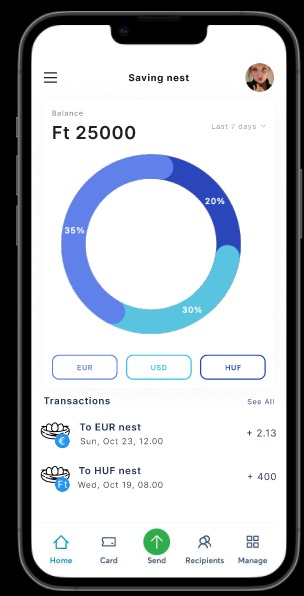 Saving nest
Balance
Ft 25000
Last 7 days
20%
35%
30%
EUR USD HUF
Transactions See All
To EUR nest
+ 2.13
€
Sun, Oct 23, 12.00
To HUF nest
+ 400
Ft
Wed, Oct 19, 08.00
Home Card Send Recipients Manage